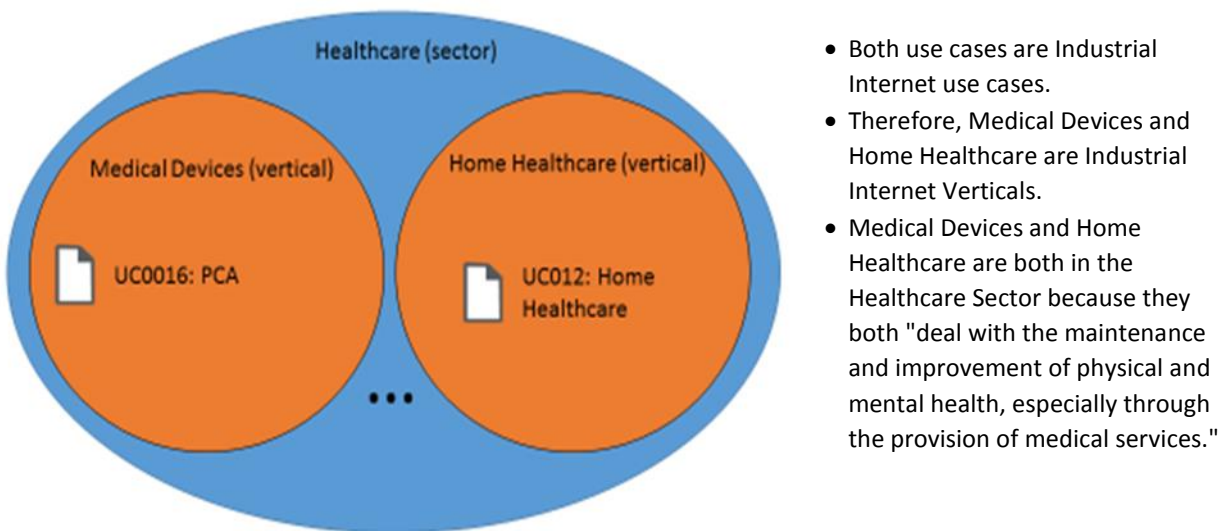 Healthcare (sector)
Medical Devices (vertical)
Home Healthcare (vertical)
UC0016: PCA
UC012: Home
Healthcare
...
• Both use cases are Industrial
Internet use cases.
• Therefore, Medical Devices and
Home Healthcare are Industrial
Internet Verticals.
• Medical Devices and Home
Healthcare are both in the
Healthcare Sector because they
both "deal with the maintenance
and improvement of physical and
mental health, especially through
the provision of medical services."